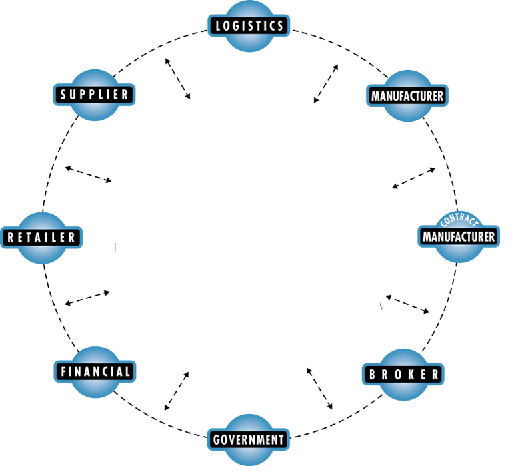 LOGISTICS
SUPPLIER
MANUFACTURER
RETAILER
CONTRACT
MANUFACTURER
FINANCIAL
BROKER
GOVERNMENT